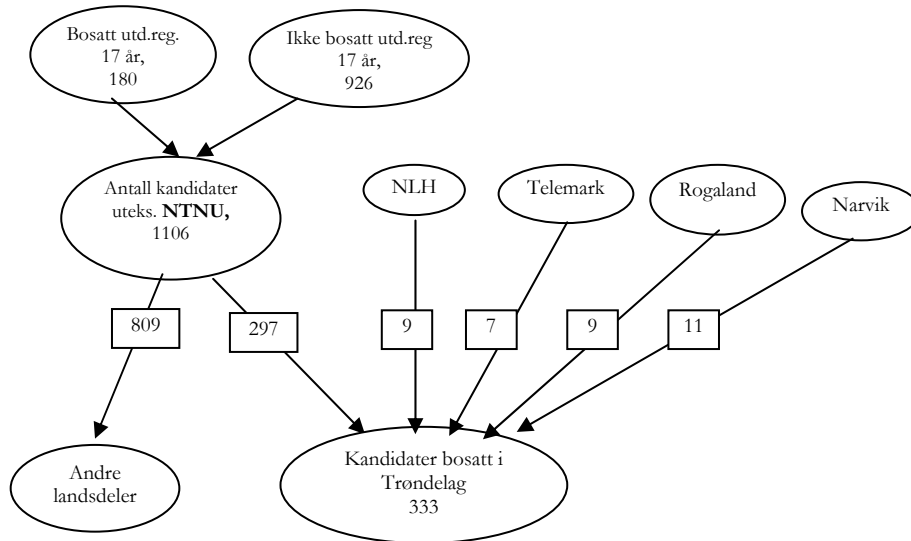 Bosatt utd.reg.
17 år,
180
Ikke bosatt utd.reg
17 år,
926
Antall kandidater
uteks. NTNU,
1106
NLH
Telemark
Rogaland
Narvik
809
297
9
7
9
11
Andre
landsdeler
Kandidater bosatt i
Trøndelag
333